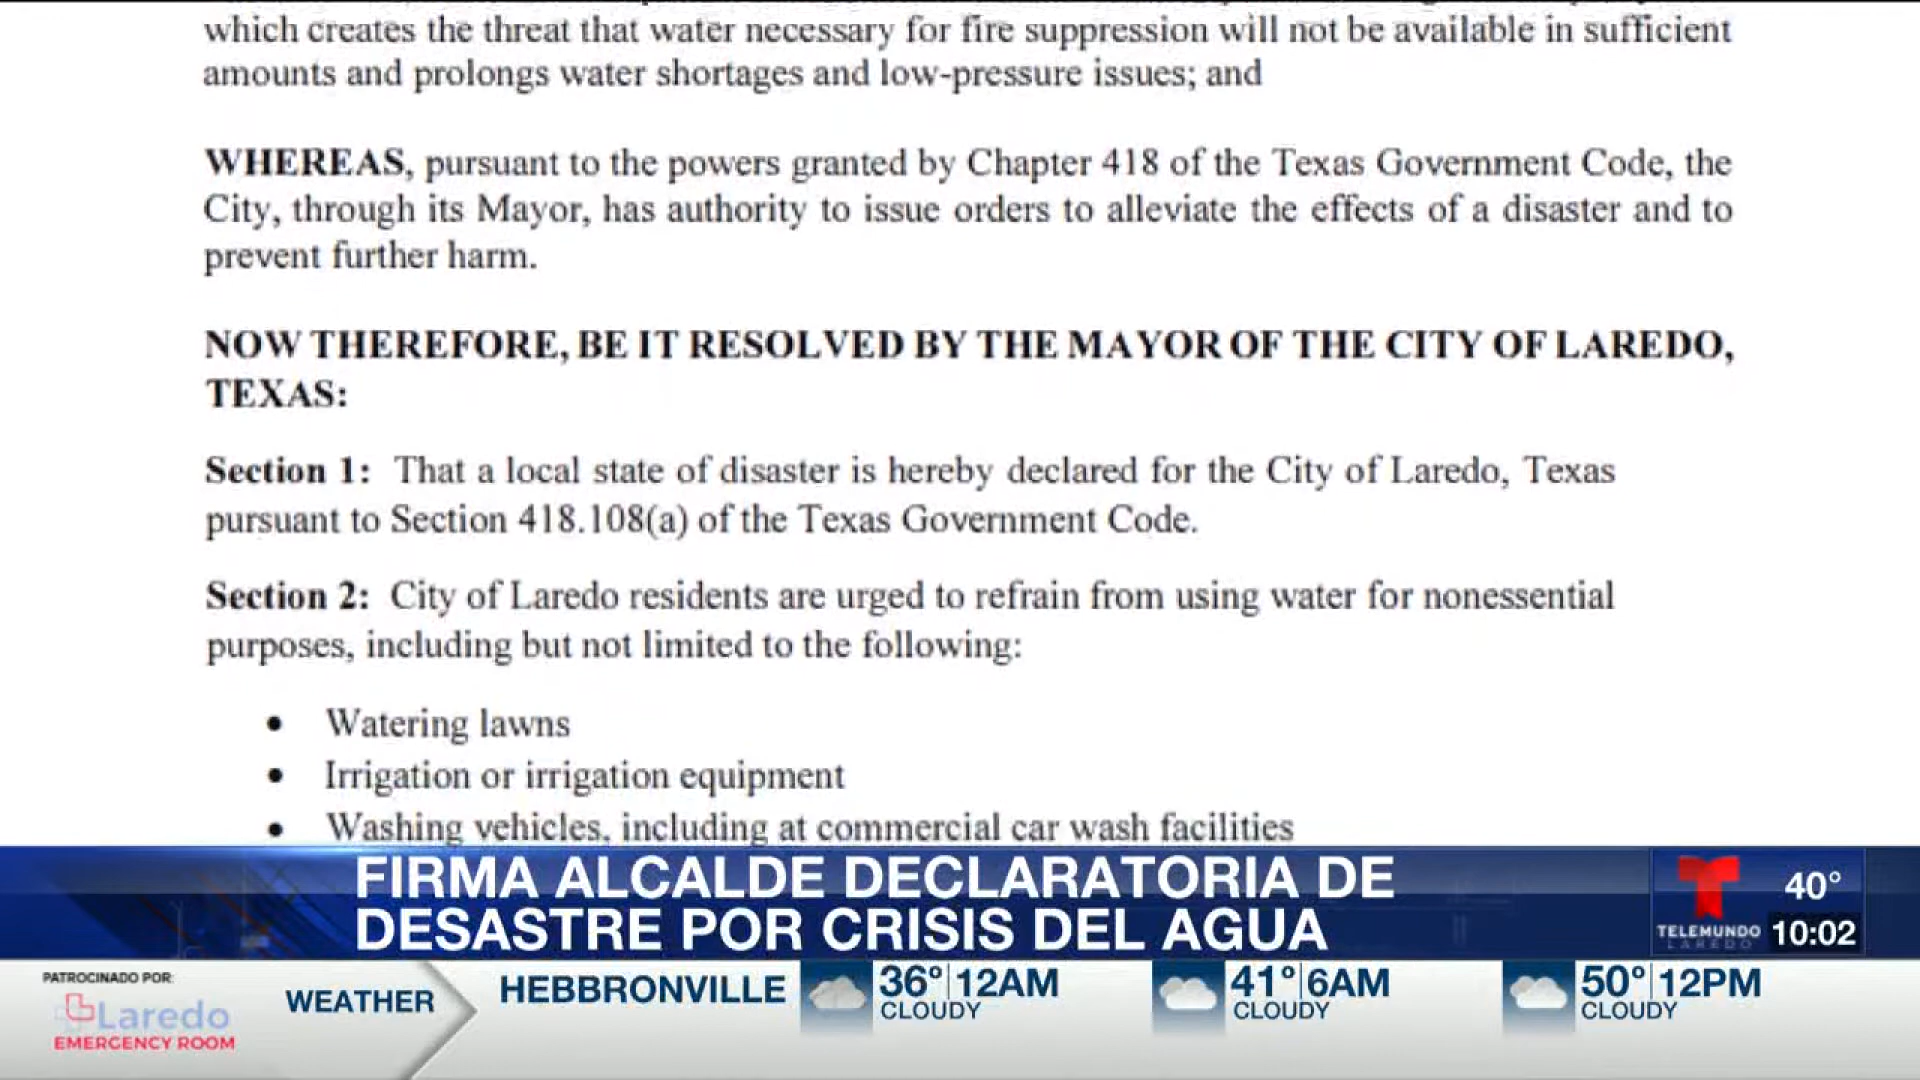 which creates the threat that water necessary for fire suppression will not be available in sufficient
amounts and prolongs water shortages and low-pressure issues; and
WHEREAS, pursuant to the powers granted by Chapter 418 of the Texas Government Code, the
City, through its Mayor, has authority to issue orders to alleviate the effects of a disaster and to
prevent further harm.
NOW THEREFORE, BE IT RESOLVED BY THE MAYOR OF THE CITY OF LAREDO,
TEXAS:
Section 1: That a local state of disaster is hereby declared for the City of Laredo, Texas
pursuant to Section 418.108(a) of the Texas Government Code.
Section 2: City of Laredo residents are urged to refrain from using water for nonessential
purposes, including but not limited to the following:
• Watering lawns
• Irrigation or irrigation equipment
• Washing vehicles, including at commercial car wash facilities
FIRMA ALCALDE DECLARATORIA DE
DESASTRE POR CRISIS DEL AGUA
40°
TELEMUNDO
LAREDO
10:02
PATROCINADO POR:
Laredo
EMERGENCY ROOM
WEATHER
HEBBRONVILLE
36° 12AM
CLOUDY
41° 6AM
CLOUDY
50° 12PM
CLOUDY